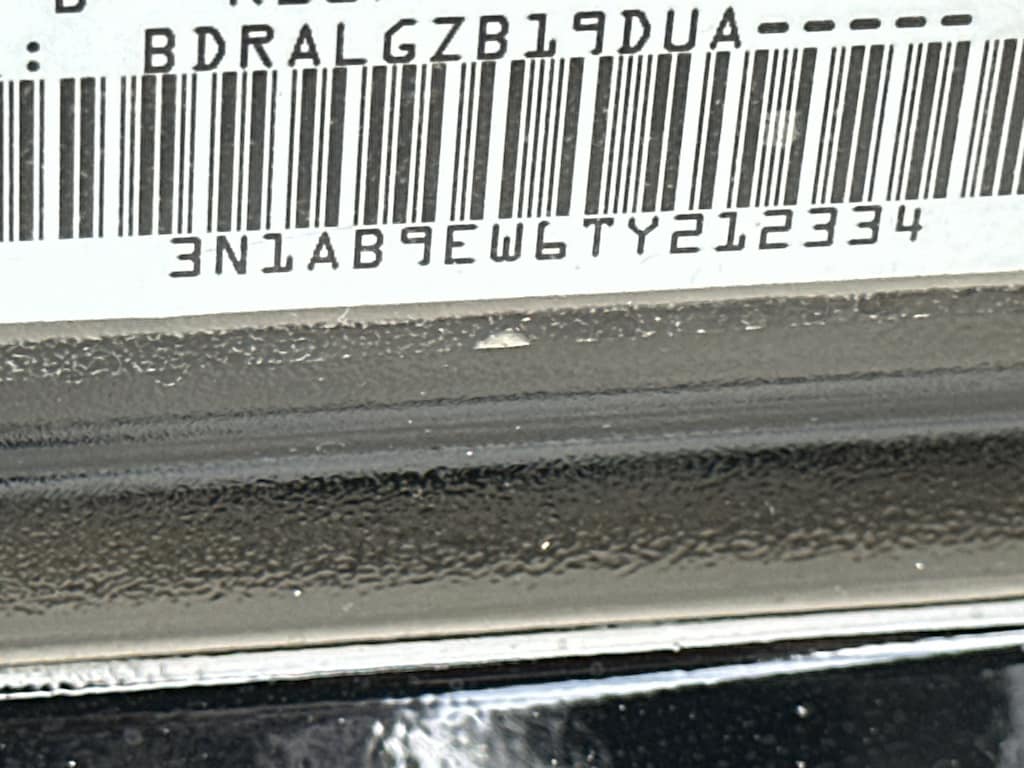 : BDRALGZB19DUA-----
3N1AB9EW6TY212334